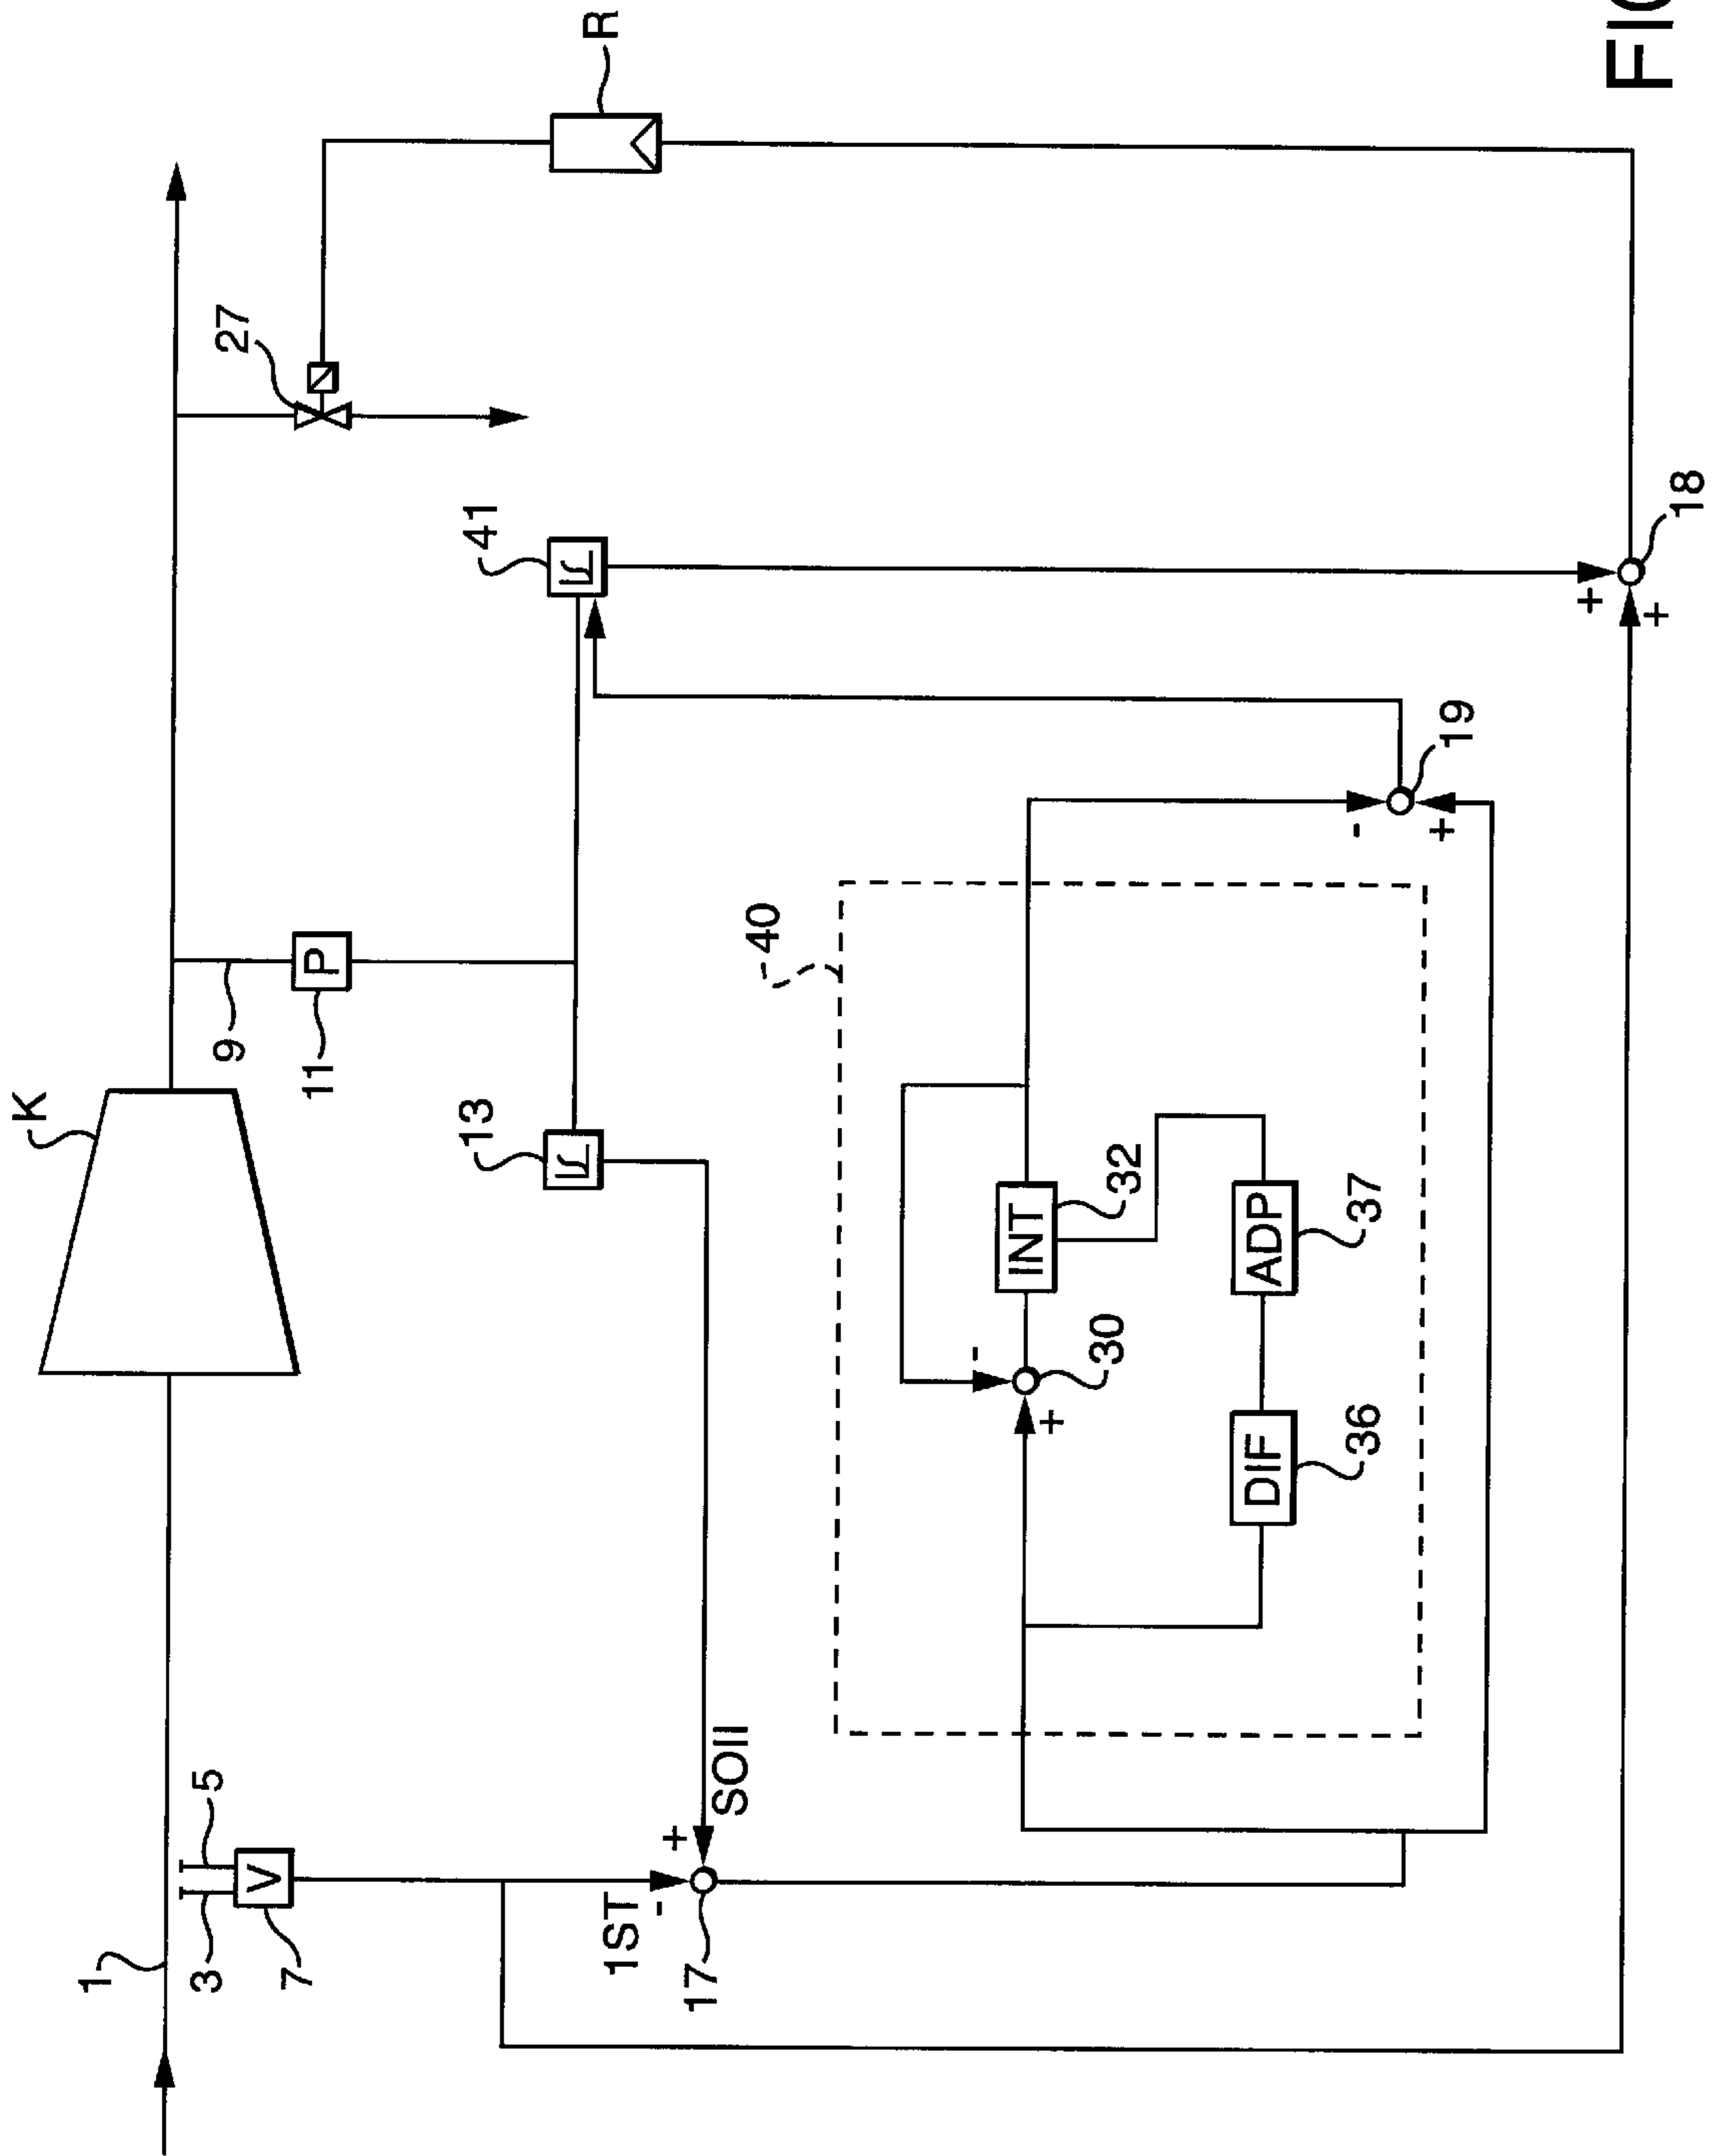 K
R
27
1
3
5
V
7
9
P
11
13
41
1ST
-
+
SOII
17
-40
-
+
30
INT
32
DIF
36
ADP
37
-
+
19
+
+
18
FIG